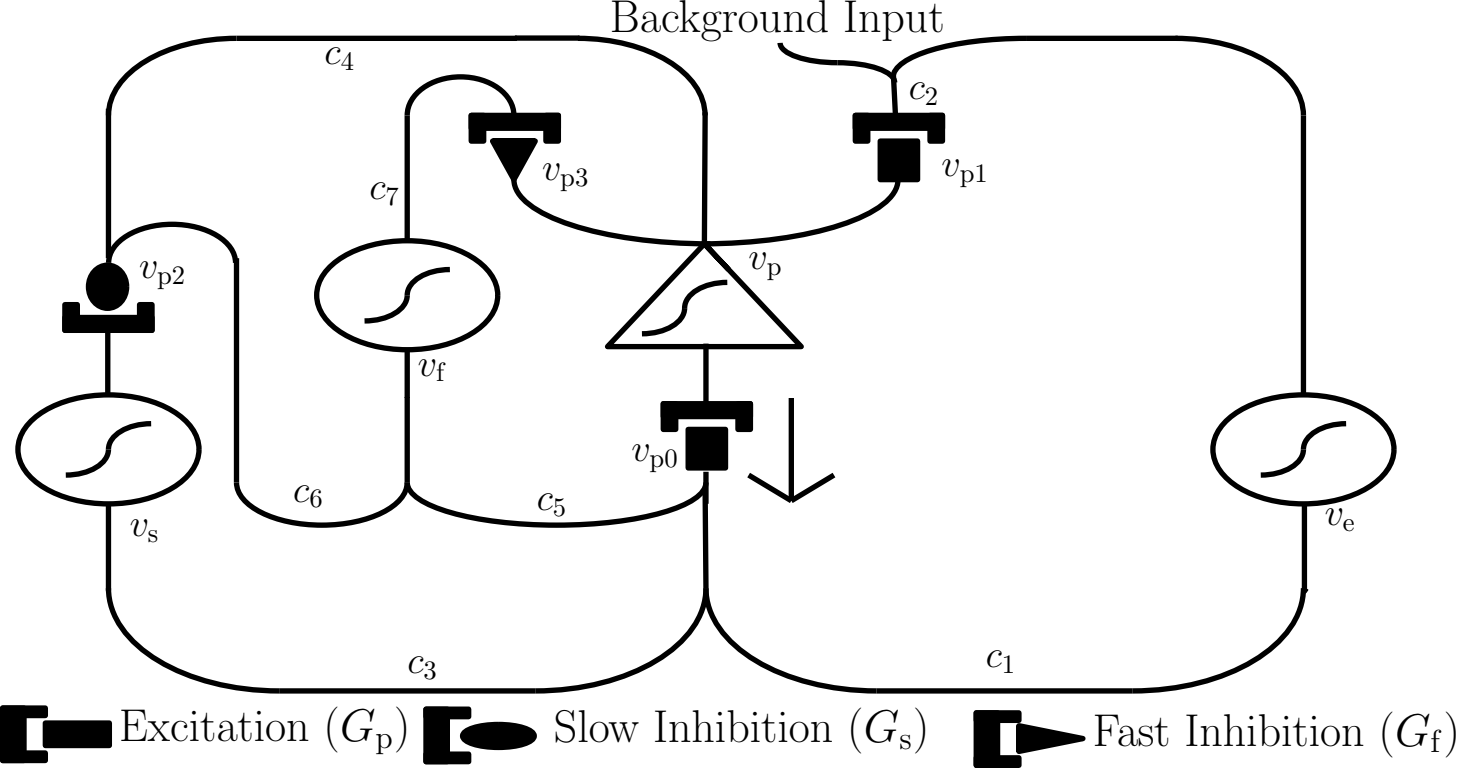 Background Input
c4
c2
vp3
vp1
c7
vp
vp2
vf
vp0
c6
c5
vs
ve
c3
c1
Excitation (Gp) Slow Inhibition (Gs) Fast Inhibition (Gf)